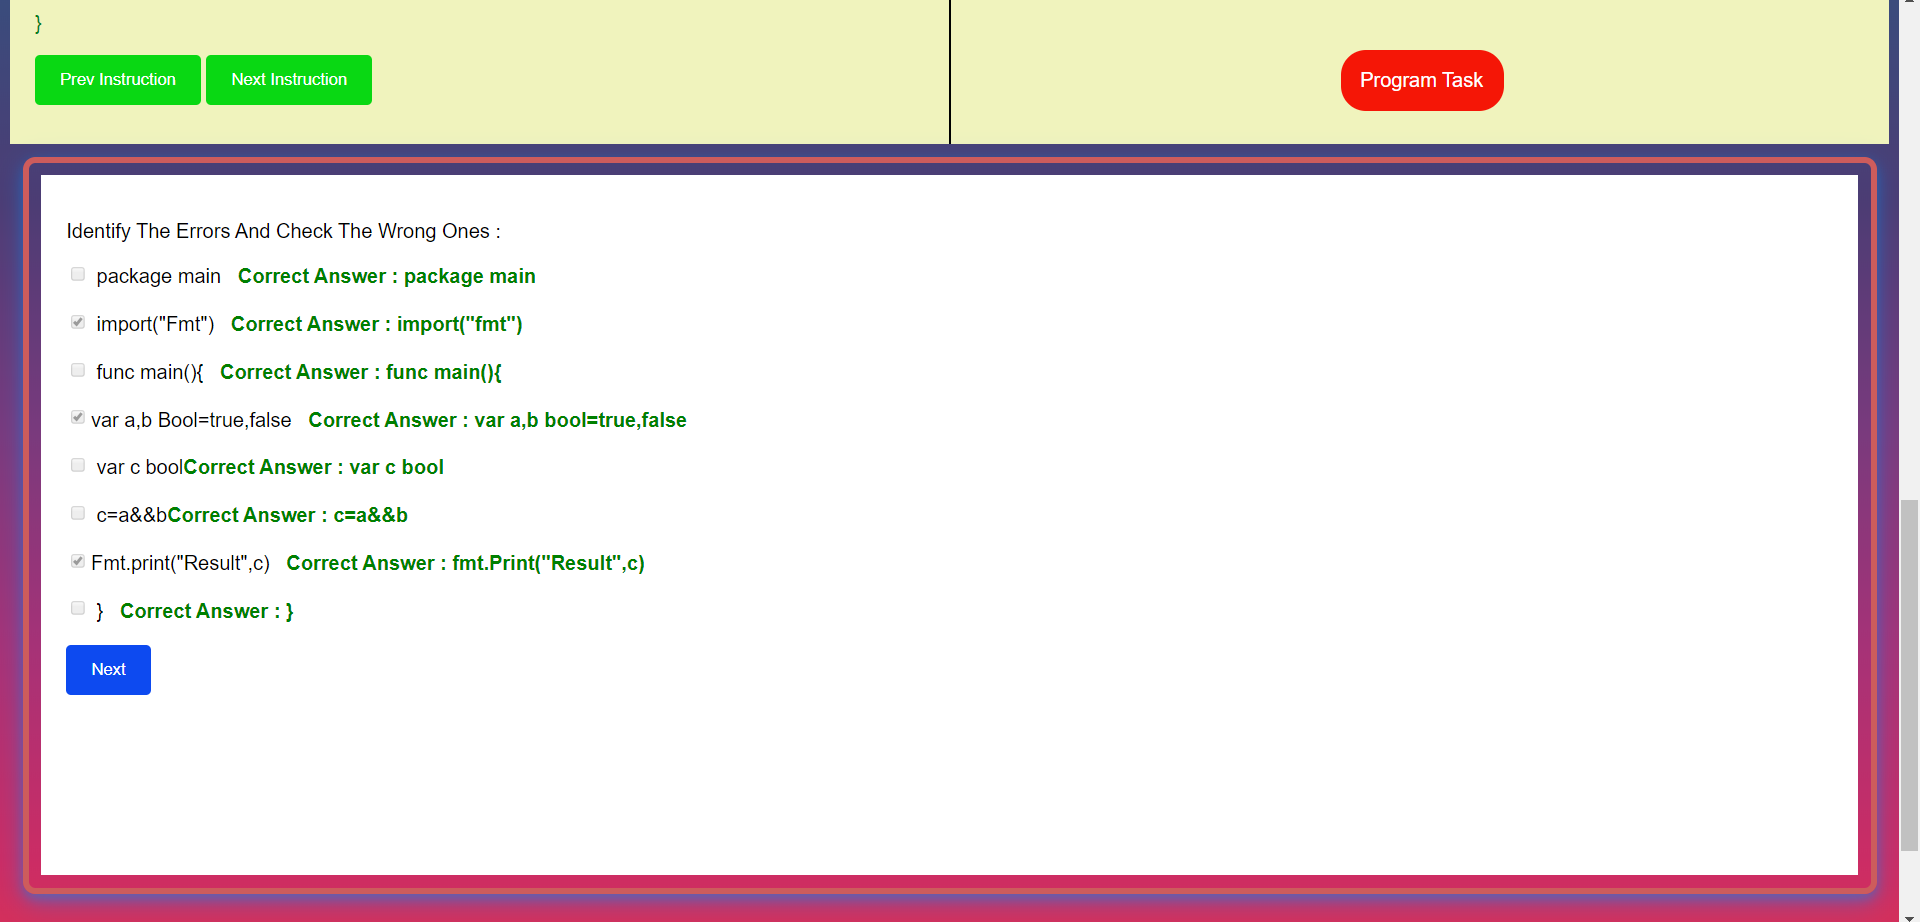 }
Prev Instruction Next Instruction
Program Task
Identify The Errors And Check The Wrong Ones :
package main Correct Answer : package main
import("Fmt") Correct Answer : import("fmt")
func main(){ Correct Answer : func main(){
var a,b Bool=true,false Correct Answer : var a,b bool=true,false
var c boolCorrect Answer : var c bool
c=a&&bCorrect Answer : c=a&&b
Fmt.print("Result",c) Correct Answer : fmt.Print("Result",c)
} Correct Answer : }
Next